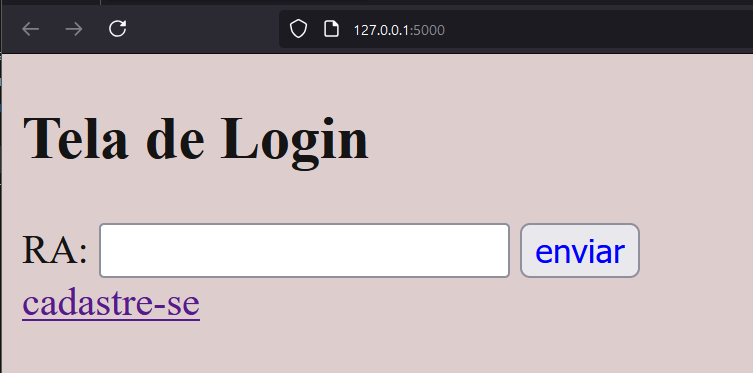 127.0.0.1:5000
Tela de Login
RA: enviar
cadastre-se